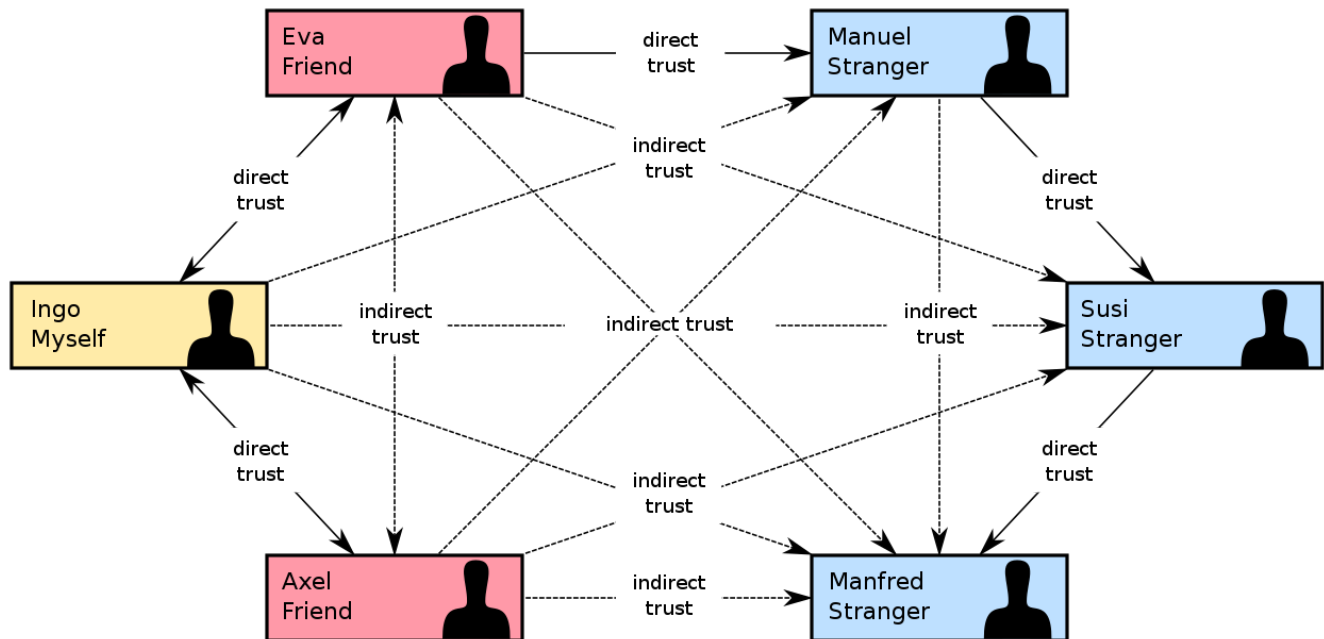 Eva
Friend
direct
trust
Manuel
Stranger
indirect
trust
direct
trust
direct
trust
Ingo
Myself
indirect
trust
indirect trust
indirect
trust
Susi
Stranger
direct
trust
indirect
trust
direct
trust
Axel
Friend
indirect
trust
Manfred
Stranger